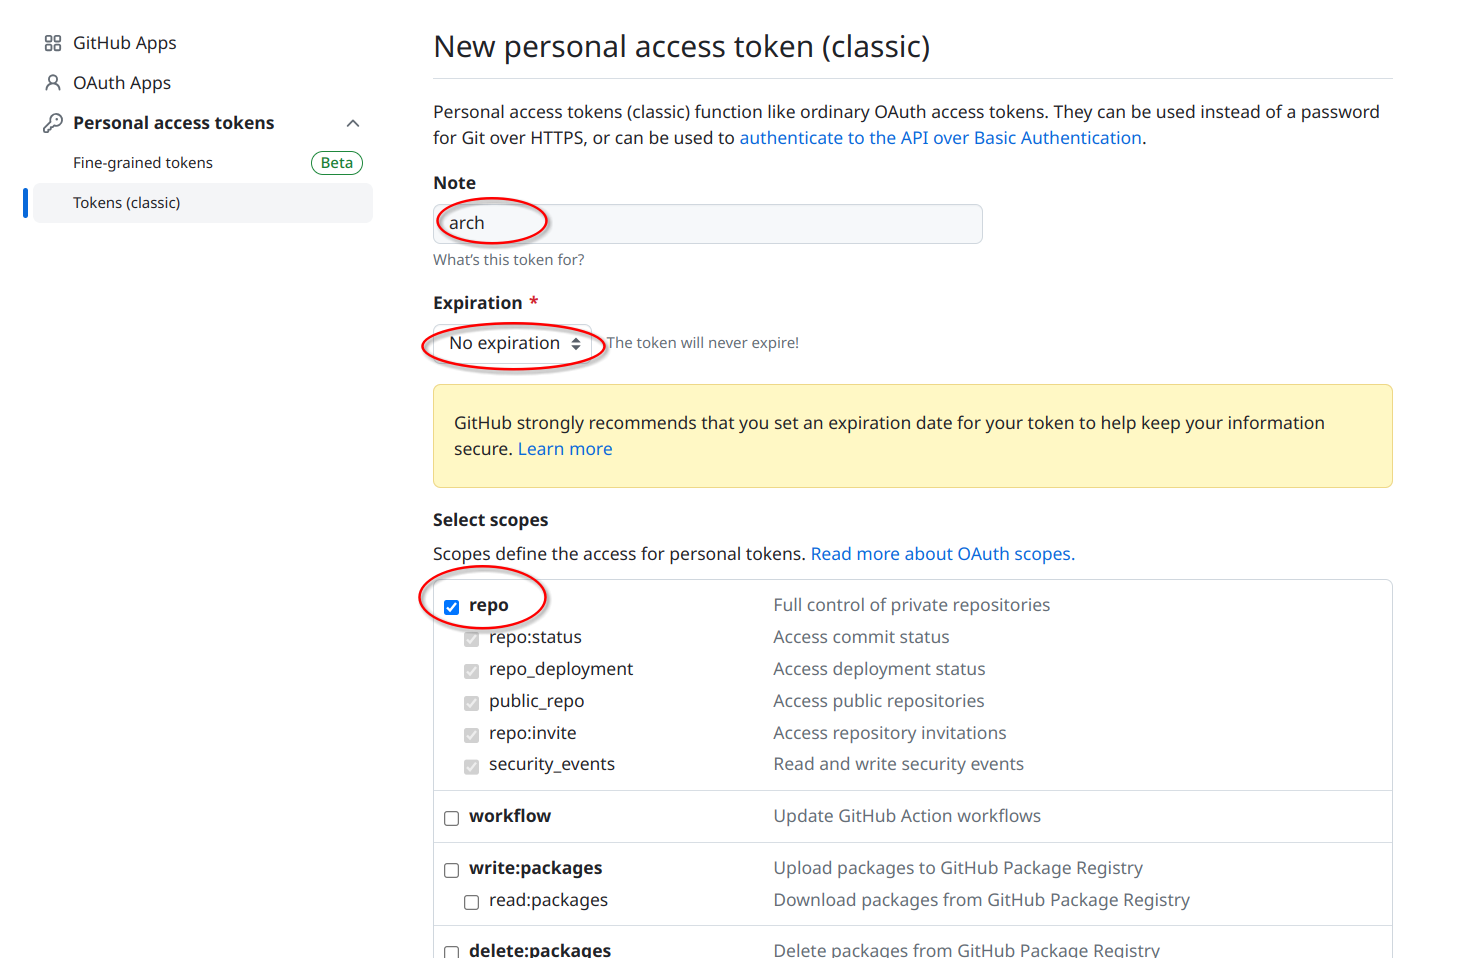 GitHub Apps
OAuth Apps
Personal access tokens
Fine-grained tokens Beta
Tokens (classic)
New personal access token (classic)
Personal access tokens (classic) function like ordinary OAuth access tokens. They can be used instead of a password
for Git over HTTPS, or can be used to authenticate to the API over Basic Authentication.
Note
arch
What's this token for?
Expiration *
No expiration The token will never expire!
GitHub strongly recommends that you set an expiration date for your token to help keep your information
secure. Learn more
Select scopes
Scopes define the access for personal tokens. Read more about OAuth scopes.
repo Full control of private repositories
repo:status Access commit status
repo_deployment Access deployment status
public_repo Access public repositories
repo:invite Access repository invitations
security_events Read and write security events
workflow Update GitHub Action workflows
write:packages Upload packages to GitHub Package Registry
read:packages Download packages from GitHub Package Registry
delete:packages Delete packages from GitHub Package Registry